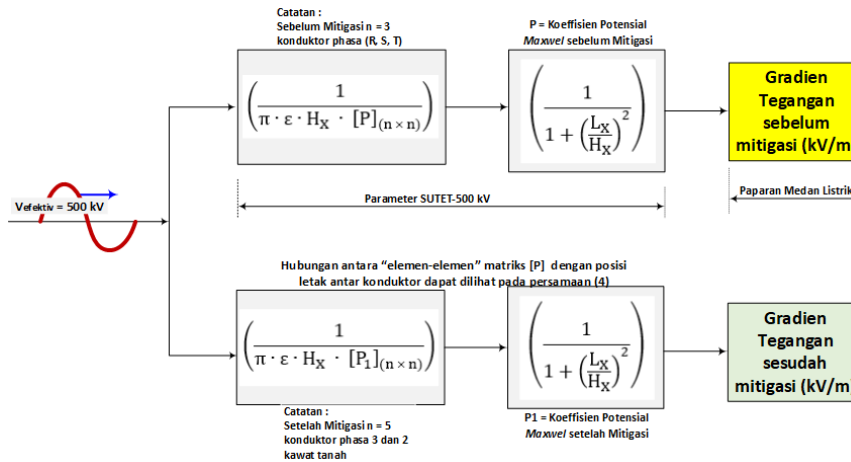 Catatan :
Sebelum Mitigasi n = 3
konduktor phasa (R, S, T)
P = Koeffisien Potensial
Maxwel sebelum Mitigasi
1
π · ε · H_X · [P]_(n × n)
1
1 + (L_X/H_X)^2
Gradien
Tegangan
sebelum
mitigasi (kV/m
Vefektiv = 500 kV
Parameter SUTET-500 kV
Paparan Medan Listrik
Hubungan antara “elemen-elemen” matriks [P] dengan posisi
letak antar konduktor dapat dilihat pada persamaan (4)
1
π · ε · H_X · [P_1]_(n × n)
1
1 + (L_X/H_X)^2
Gradien
Tegangan
sesudah
mitigasi (kV/m
Catatan :
Setelah Mitigasi n = 5
konduktor phasa 3 dan 2
kawat tanah
P1 = Koeffisien Potensial
Maxwel setelah Mitigasi